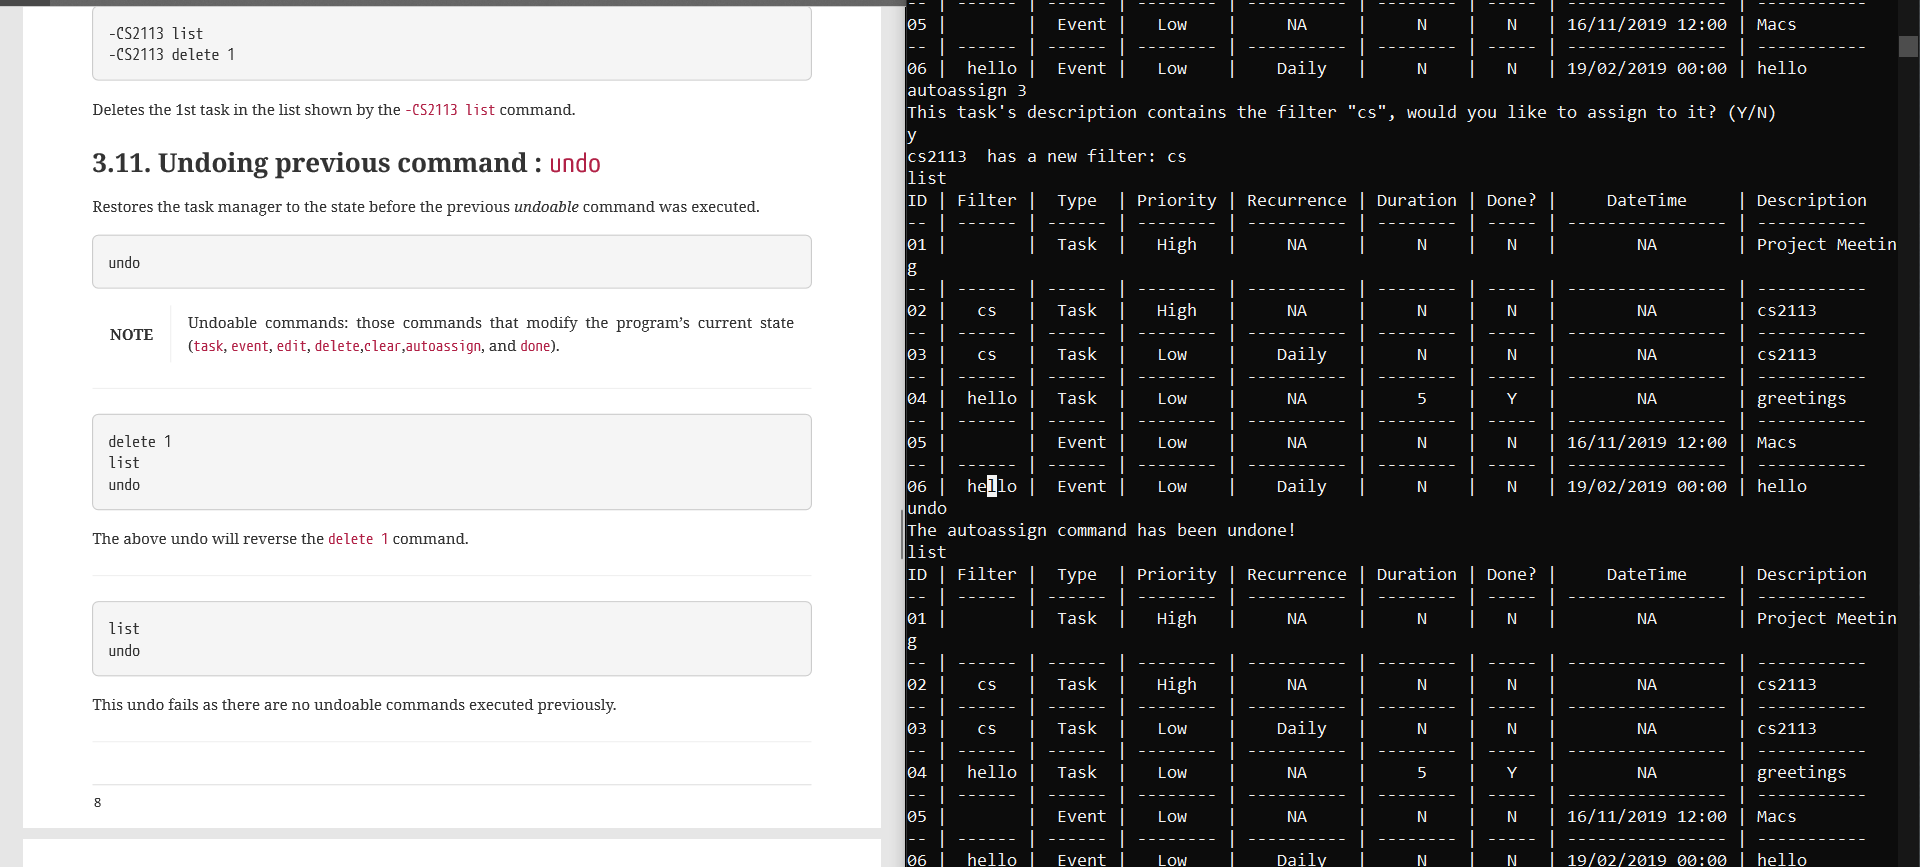 -CS2113 list
-CS2113 delete 1
Deletes the 1st task in the list shown by the -CS2113 list command.
3.11. Undoing previous command : undo
Restores the task manager to the state before the previous undoable command was executed.
undo
NOTE
Undoable commands: those commands that modify the program’s current state
(task, event, edit, delete,clear,autoassign, and done).
delete 1
list
undo
The above undo will reverse the delete 1 command.
list
undo
This undo fails as there are no undoable commands executed previously.
8
-- | ------ | ------ | -------- | ---------- | -------- | ----- | ---------------- | -----------
05 |        | Event | Low | NA | N | N | 16/11/2019 12:00 | Macs
-- | ------ | ------ | -------- | ---------- | -------- | ----- | ---------------- | -----------
06 | hello | Event | Low | Daily | N | N | 19/02/2019 00:00 | hello
autoassign 3
This task's description contains the filter "cs", would you like to assign to it? (Y/N)
y
cs2113  has a new filter: cs
list
ID | Filter | Type | Priority | Recurrence | Duration | Done? | DateTime | Description
-- | ------ | ------ | -------- | ---------- | -------- | ----- | ---------------- | -----------
01 |        | Task | High | NA | N | N | NA | Project Meetin
g
-- | ------ | ------ | -------- | ---------- | -------- | ----- | ---------------- | -----------
02 | cs | Task | High | NA | N | N | NA | cs2113
-- | ------ | ------ | -------- | ---------- | -------- | ----- | ---------------- | -----------
03 | cs | Task | Low | Daily | N | N | NA | cs2113
-- | ------ | ------ | -------- | ---------- | -------- | ----- | ---------------- | -----------
04 | hello | Task | Low | NA | 5 | Y | NA | greetings
-- | ------ | ------ | -------- | ---------- | -------- | ----- | ---------------- | -----------
05 |        | Event | Low | NA | N | N | 16/11/2019 12:00 | Macs
-- | ------ | ------ | -------- | ---------- | -------- | ----- | ---------------- | -----------
06 | hello | Event | Low | Daily | N | N | 19/02/2019 00:00 | hello
undo
The autoassign command has been undone!
list
ID | Filter | Type | Priority | Recurrence | Duration | Done? | DateTime | Description
-- | ------ | ------ | -------- | ---------- | -------- | ----- | ---------------- | -----------
01 |        | Task | High | NA | N | N | NA | Project Meetin
g
-- | ------ | ------ | -------- | ---------- | -------- | ----- | ---------------- | -----------
02 | cs | Task | High | NA | N | N | NA | cs2113
-- | ------ | ------ | -------- | ---------- | -------- | ----- | ---------------- | -----------
03 | cs | Task | Low | Daily | N | N | NA | cs2113
-- | ------ | ------ | -------- | ---------- | -------- | ----- | ---------------- | -----------
04 | hello | Task | Low | NA | 5 | Y | NA | greetings
-- | ------ | ------ | -------- | ---------- | -------- | ----- | ---------------- | -----------
05 |        | Event | Low | NA | N | N | 16/11/2019 12:00 | Macs
-- | ------ | ------ | -------- | ---------- | -------- | ----- | ---------------- | -----------
06 | hello | Event | Low | Daily | N | N | 19/02/2019 00:00 | hello